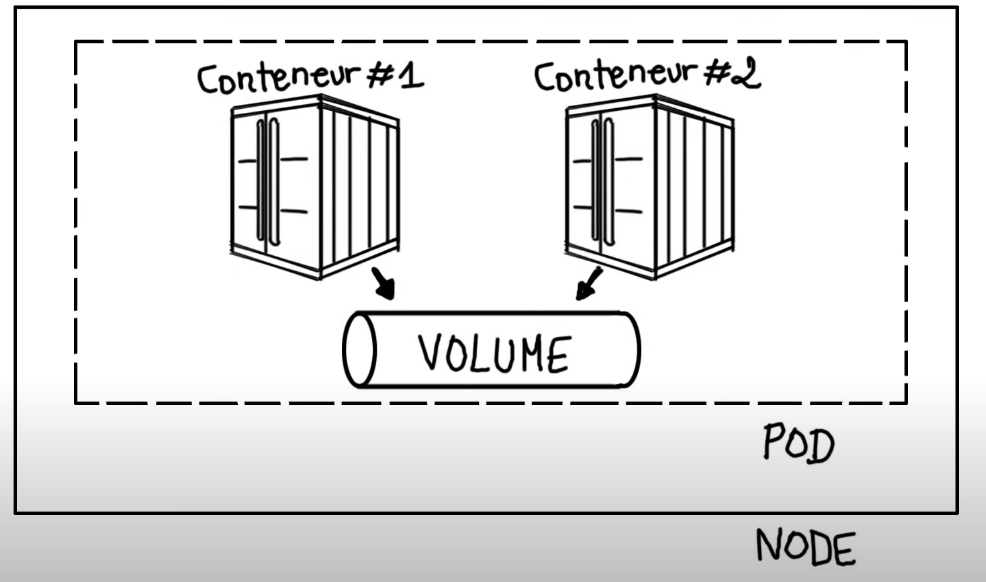 Conteneur #1
Conteneur #2
VOLUME
POD
NODE